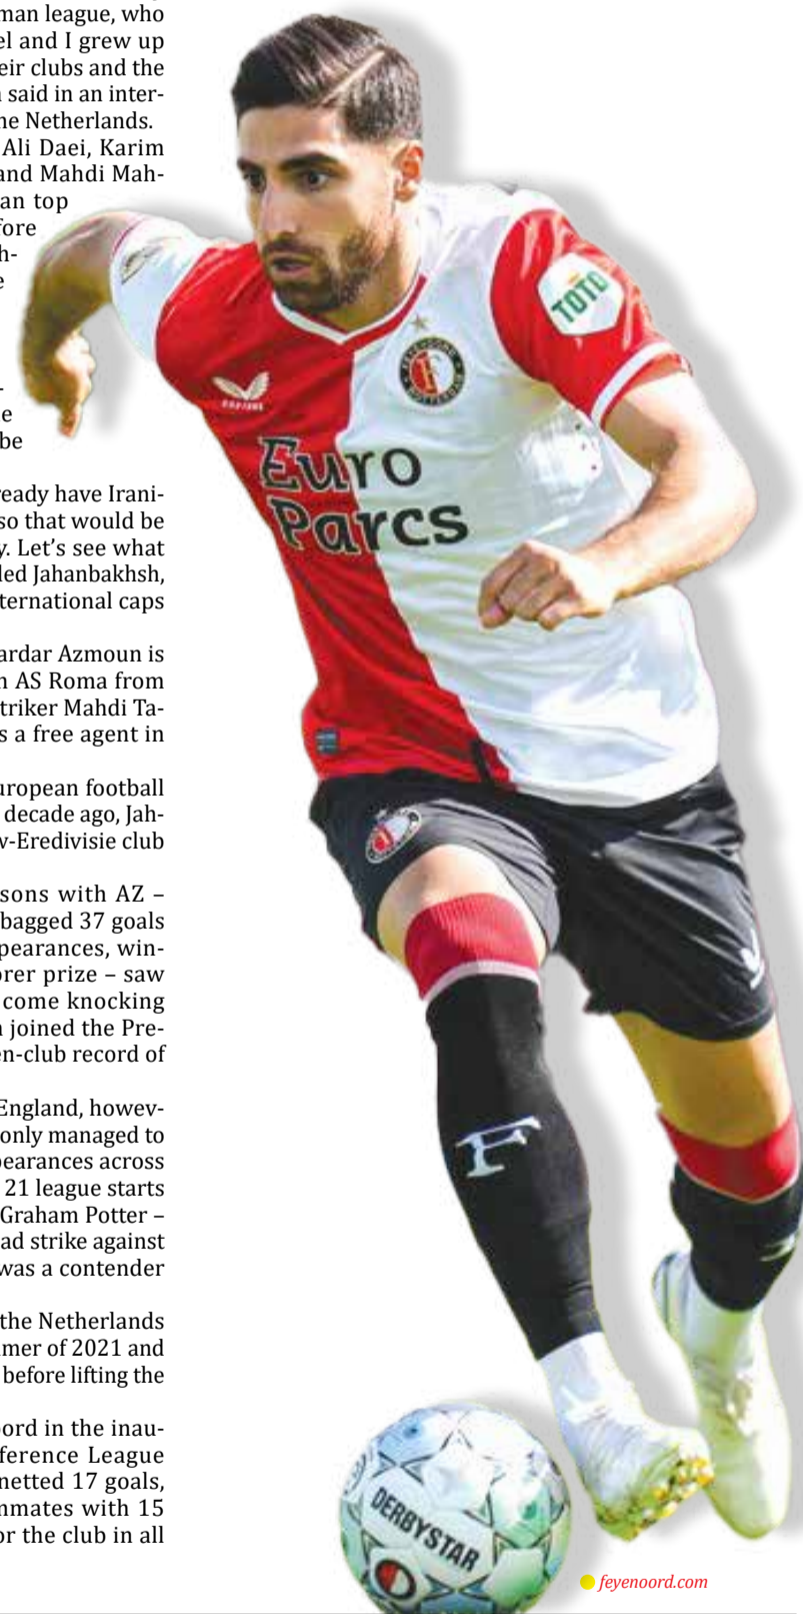 man league, who
el and I grew up
eir clubs and the
said in an inter-
he Netherlands.
Ali Daei, Karim
and Mahdi Mah-
an top
fore
h-
e
-
e
be
ready have Irani-
so that would be
y. Let’s see what
led Jahanbakhsh,
ternational caps
ardar Azmoun is
n AS Roma from
triker Mahdi Ta-
s a free agent in
uropean football
decade ago, Jah-
v-Eredivisie club
sons with AZ –
bagged 37 goals
pearances, win-
orer prize – saw
come knocking
n joined the Pre-
en-club record of
England, howev-
only managed to
pearances across
21 league starts
Graham Potter –
ad strike against
was a contender
the Netherlands
mer of 2021 and
before lifting the
ord in the inau-
ference League
netted 17 goals,
mmates with 15
or the club in all
TOTO
FEYENOORD
ROTTERDAM
CASTORE
Euro
Parcs
F
DERBYSTAR
feyenoord.com